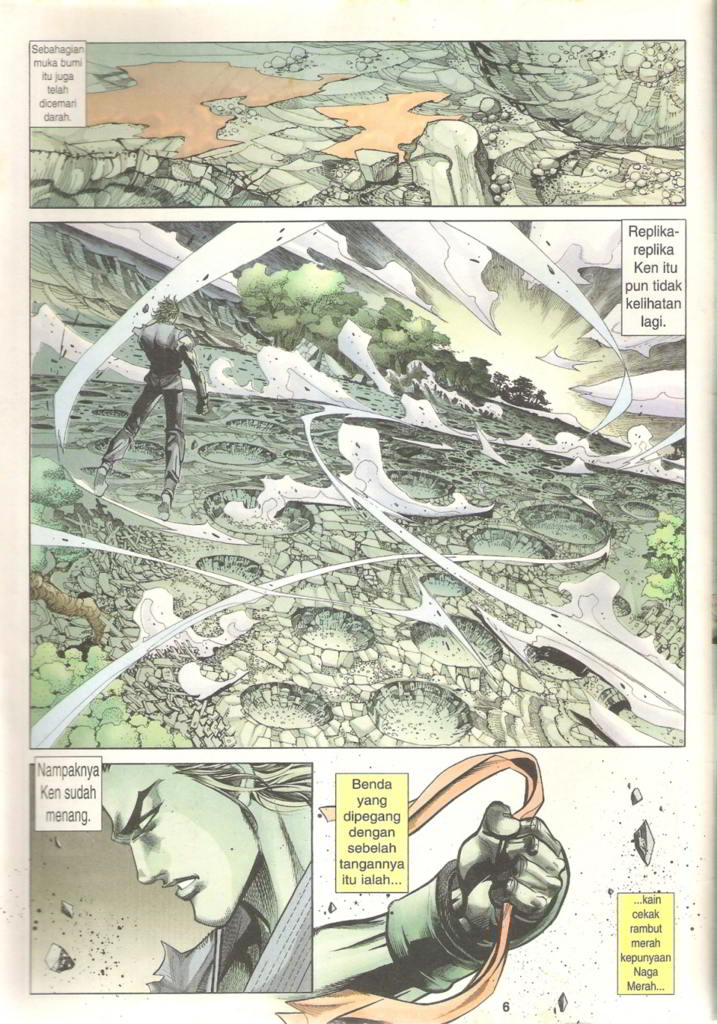 Sebahagian
muka bumi
itu juga
telah
dicemari
darah.
Replika-
replika
Ken itu
pun tidak
kelihatan
lagi.
Nampaknya
Ken sudah
menang.
Benda
yang
dipegang
dengan
sebelah
tangannya
itu ialah...
...kain
cekak
rambut
merah
kepunyaan
Naga
Merah...
6